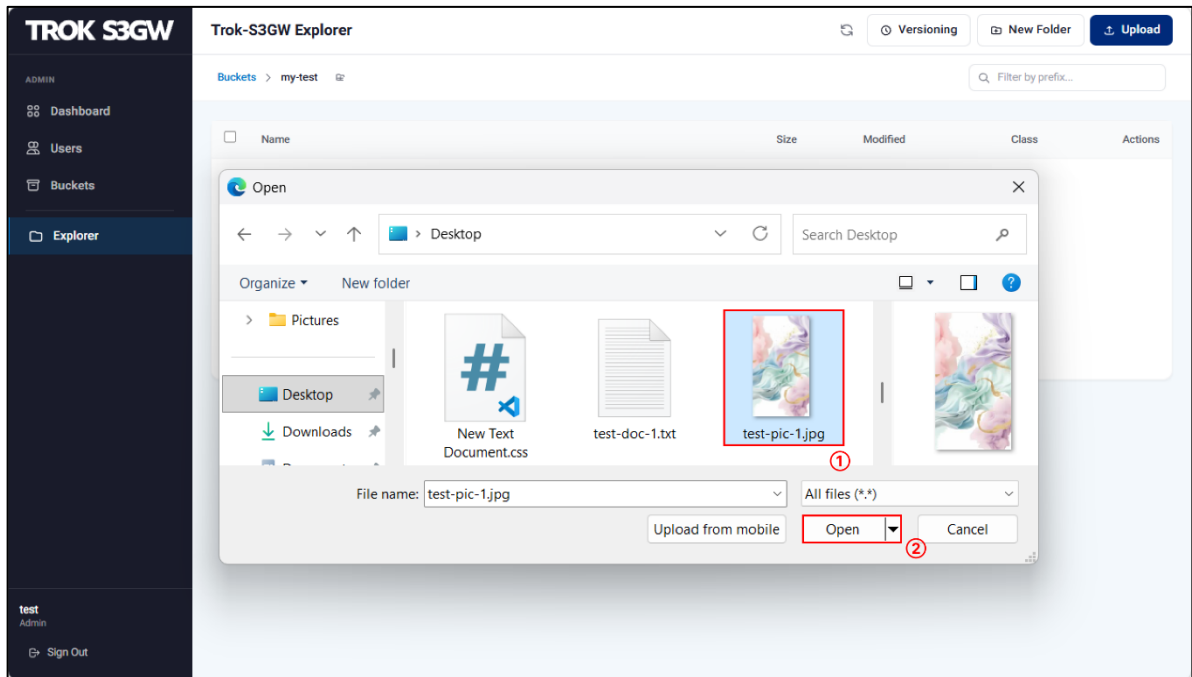 TROK S3GW
Trok-S3GW Explorer
Versioning
New Folder
Upload
ADMIN
Buckets > my-test
Filter by prefix...
Dashboard
Users
Buckets
Explorer
Name Size Modified Class Actions
Open
Desktop
Search Desktop
Organize New folder
Pictures
Desktop
Downloads
New Text
Document.css
test-doc-1.txt
test-pic-1.jpg
①
File name: test-pic-1.jpg
All files (*.*)
Upload from mobile
Open
Cancel
②
test
Admin
Sign Out